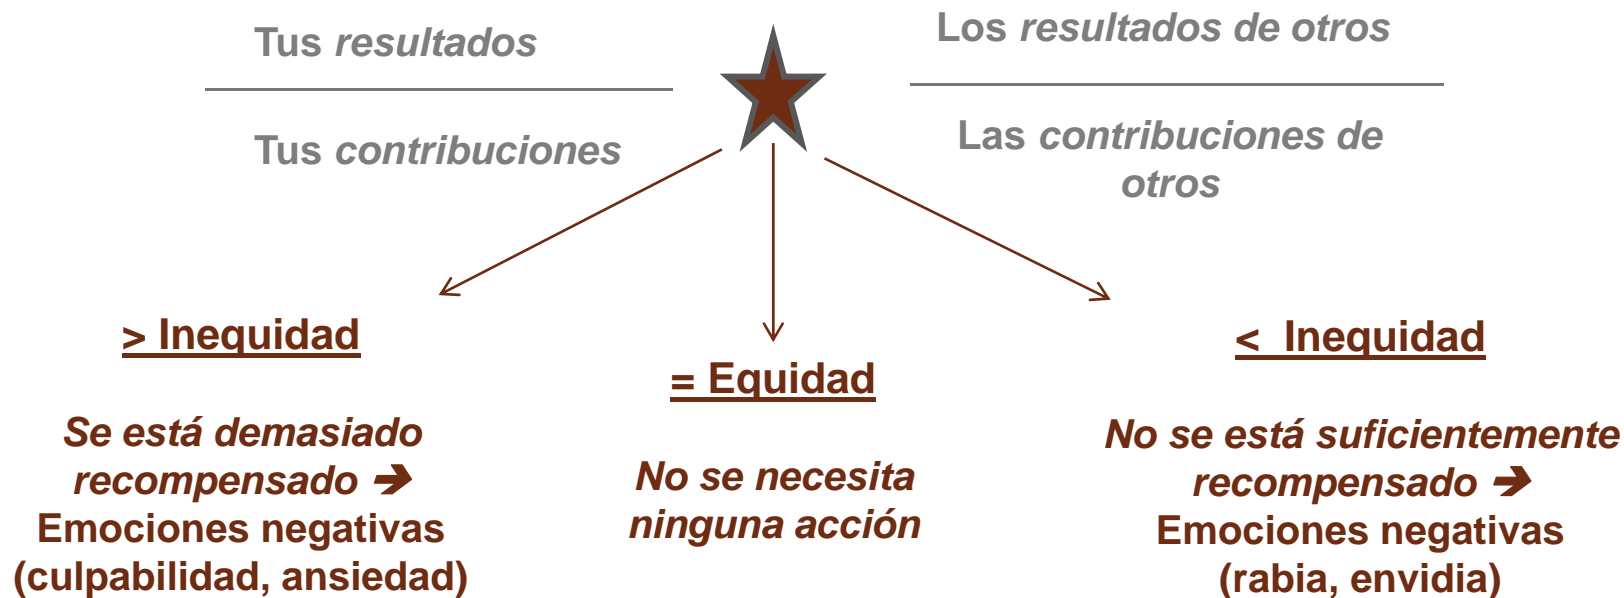 Tus resultados
Tus contribuciones
Los resultados de otros
Las contribuciones de
otros
> Inequidad
Se está demasiado
recompensado ➔
Emociones negativas
(culpabilidad, ansiedad)
= Equidad
No se necesita
ninguna acción
< Inequidad
No se está suficientemente
recompensado ➔
Emociones negativas
(rabia, envidia)